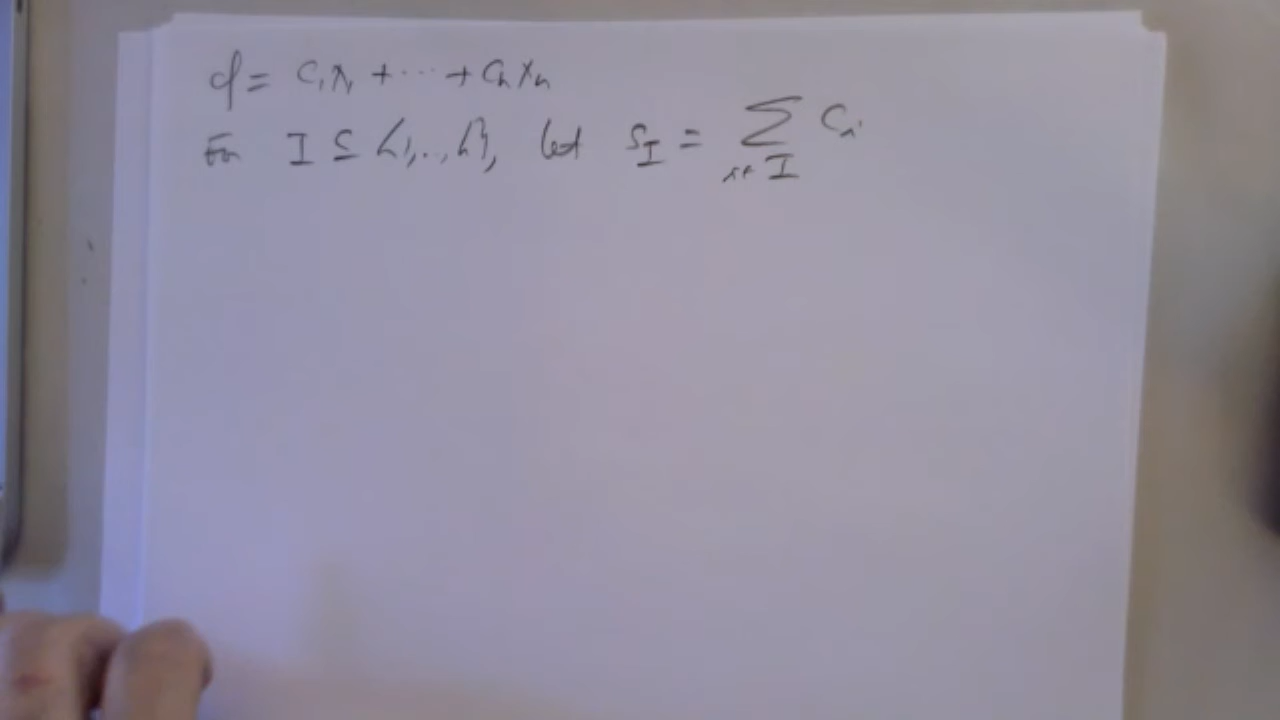 φ = c₁x₁ + ⋯ + cₙxₙ
For I ⊆ {1,..,n}, let S_I = ∑_{i∈I} cᵢ